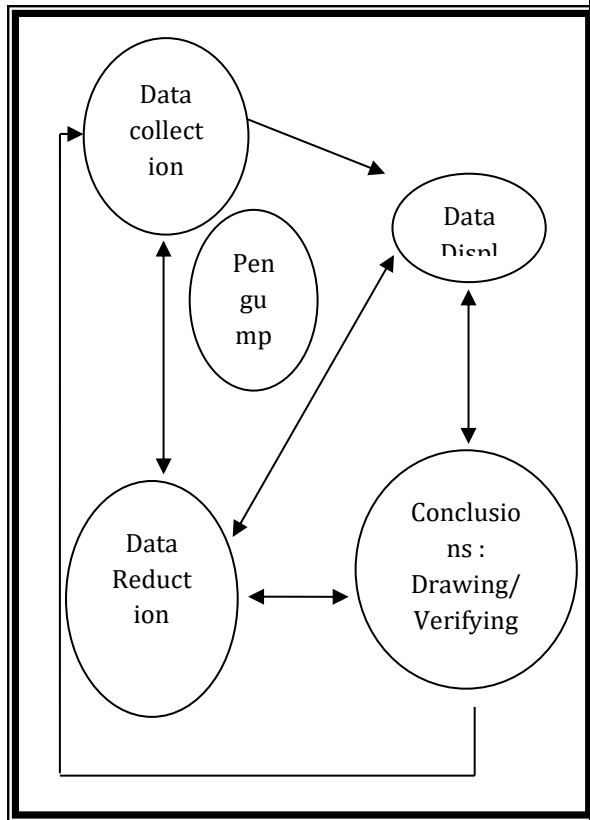 Data
collect
ion
Data
Displ
Pen
gu
mp
Data
Reduct
ion
Conclusio
ns :
Drawing/
Verifying